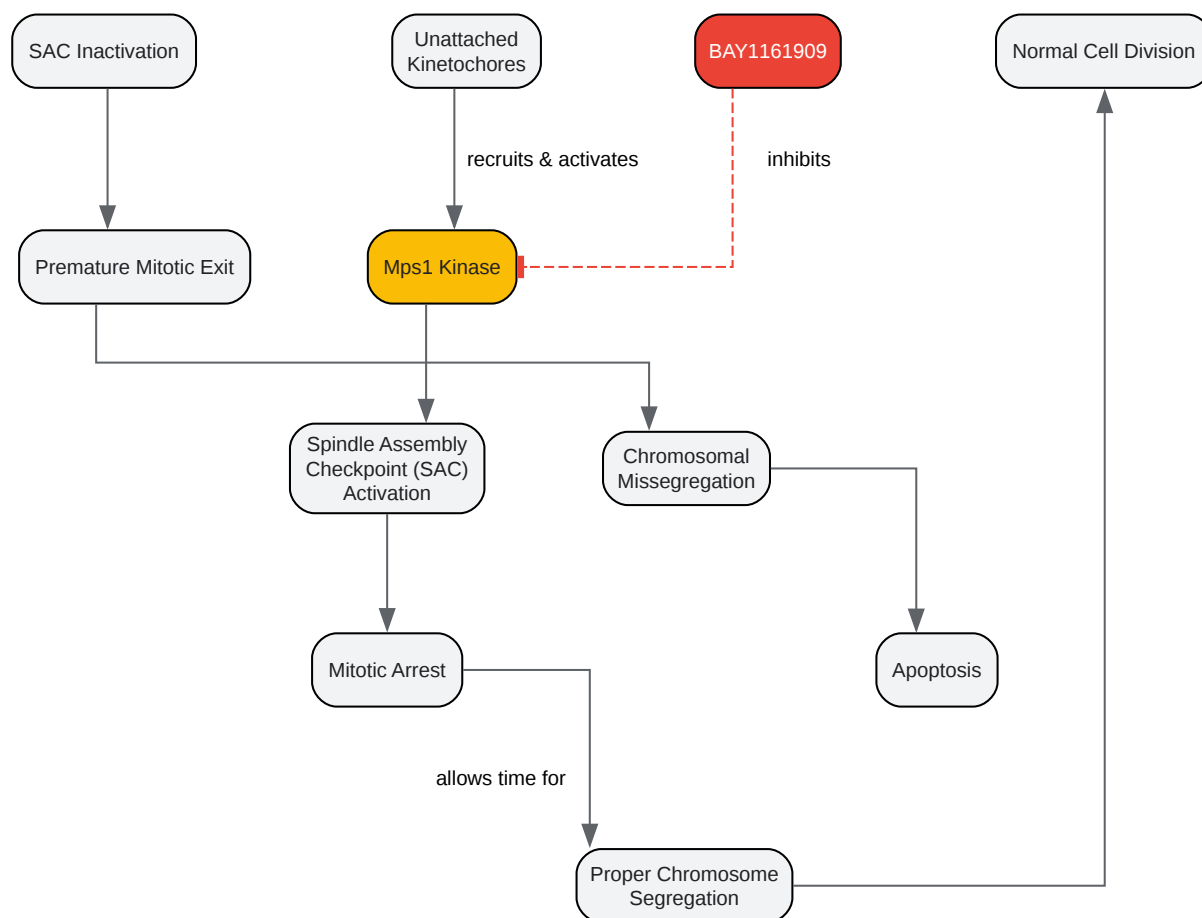 SAC Inactivation
Unattached
Kinetochores
BAY1161909
Normal Cell Division
recruits & activates
inhibits
Premature Mitotic Exit
Mps1 Kinase
Spindle Assembly
Checkpoint (SAC)
Activation
Chromosomal
Missegregation
Mitotic Arrest
Apoptosis
allows time for
Proper Chromosome
Segregation